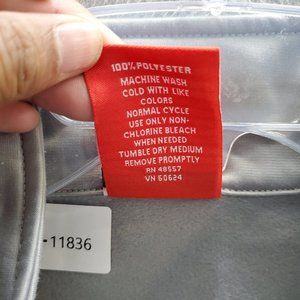 100% POLYESTER
MACHINE WASH
COLD WITH LIKE
COLORS
NORMAL CYCLE
USE ONLY NON-
CHLORINE BLEACH
WHEN NEEDED
TUMBLE DRY MEDIUM
REMOVE PROMPTLY
RN 48557
VN 50624
-11836